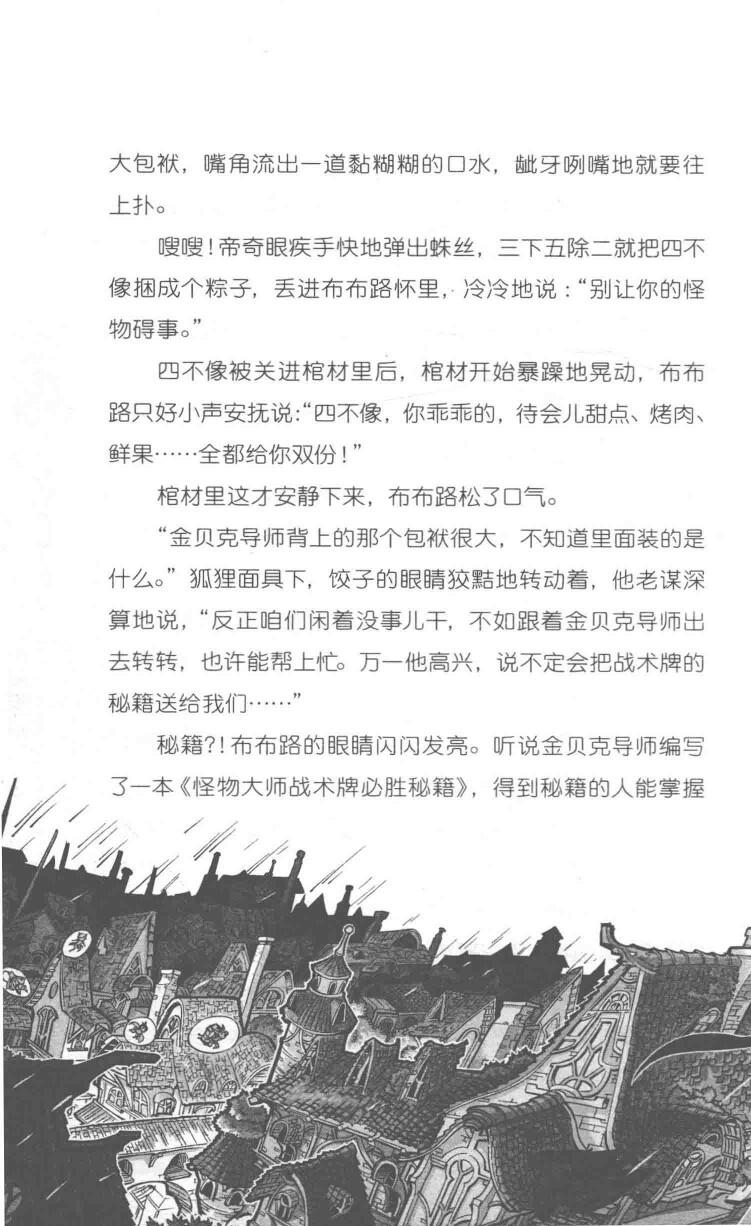 大包袱，嘴角流出一道黏糊糊的口水，龇牙咧嘴地就要往
上扑。
嗖嗖！帝奇眼疾手快地弹出蛛丝，三下五除二就把四不
像捆成个粽子，丢进布布路怀里，冷冷地说：“别让你的怪
物碍事。”
四不像被关进棺材里后，棺材开始暴躁地晃动，布布
路只好小声安抚说：“四不像，你乖乖的，待会儿甜点、烤肉、
鲜果……全都给你双份！”
棺材里这才安静下来，布布路松了口气。
“金贝克导师背上的那个包袱很大，不知道里面装的是
什么。”狐狸面具下，饺子的眼睛狡黠地转动着，他老谋深
算地说，“反正咱们闲着没事儿干，不如跟着金贝克导师出
去转转，也许能帮上忙。万一他高兴，说不定会把战术牌的
秘籍送给我们……”
秘籍？！布布路的眼睛闪闪发亮。听说金贝克导师编写
了一本《怪物大师战术牌必胜秘籍》，得到秘籍的人能掌握